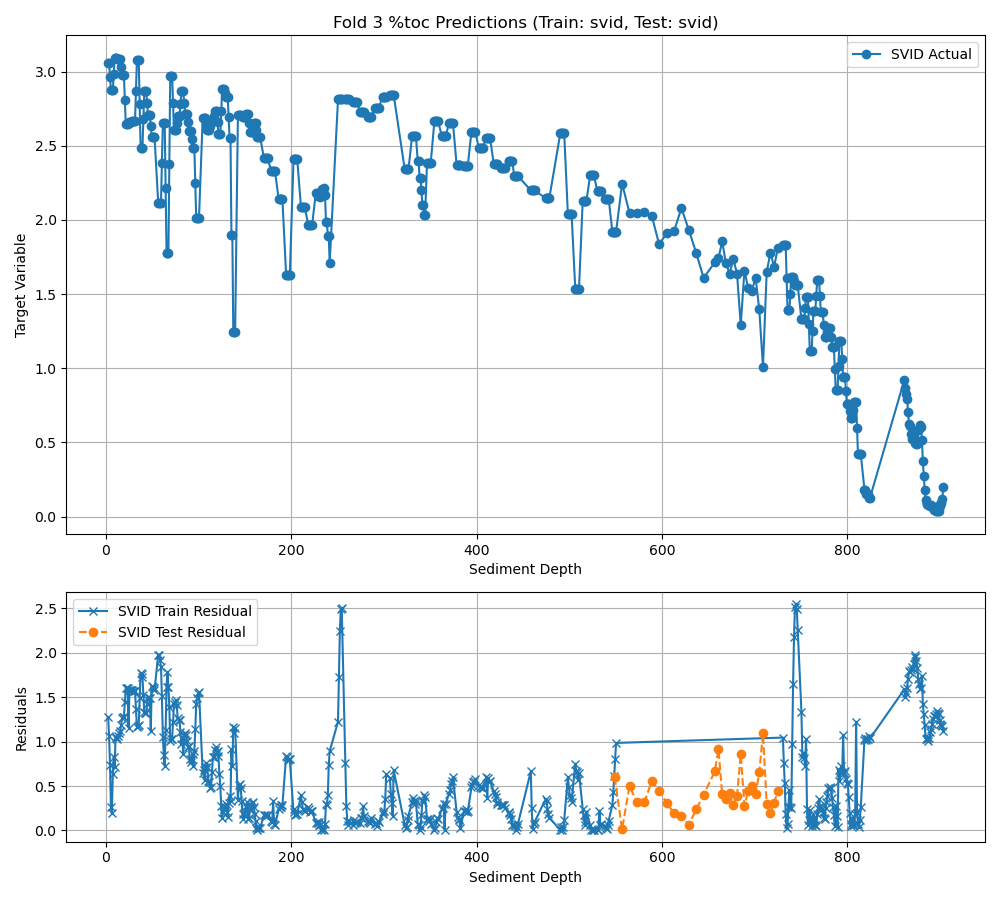 Fold 3 %toc Predictions (Train: svid, Test: svid)
SVID Actual
Target Variable
3.0
2.5
2.0
1.5
1.0
0.5
0.0
0 200 400 600 800
Sediment Depth
SVID Train Residual
SVID Test Residual
Residuals
2.5
2.0
1.5
1.0
0.5
0.0
0 200 400 600 800
Sediment Depth